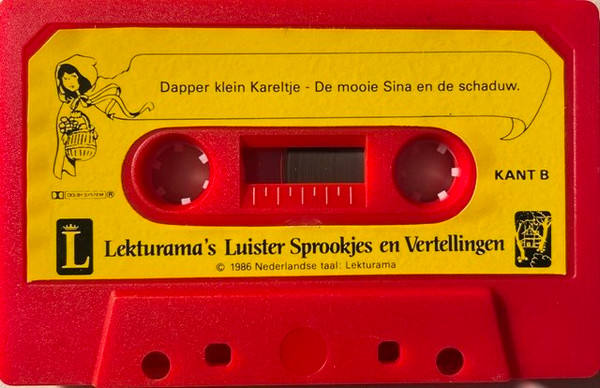 Dapper klein Kareltje - De mooie Sina en de schaduw.
KANT B
DOLBY SYSTEM ®
L
Lekturama's Luister Sprookjes en Vertellingen
© 1986 Nederlandse taal: Lekturama